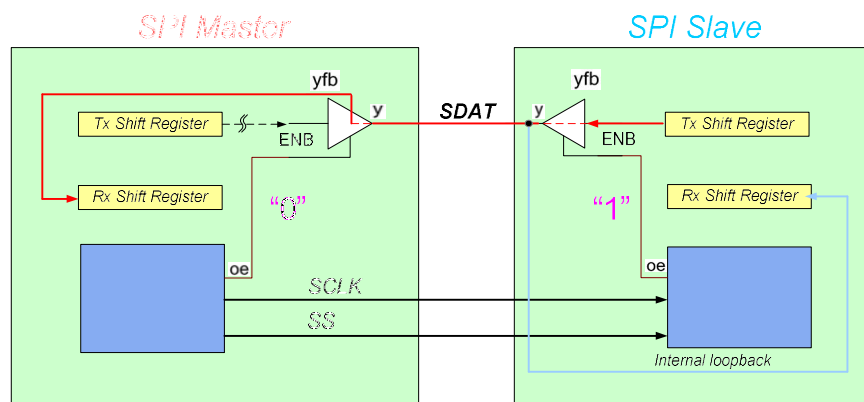 SPI Master
SPI Slave
yfb
y
SDAT
y
yfb
Tx Shift Register
ENB
ENB
Tx Shift Register
Rx Shift Register
“0”
“1”
Rx Shift Register
oe
oe
SCLK
SS
Internal loopback